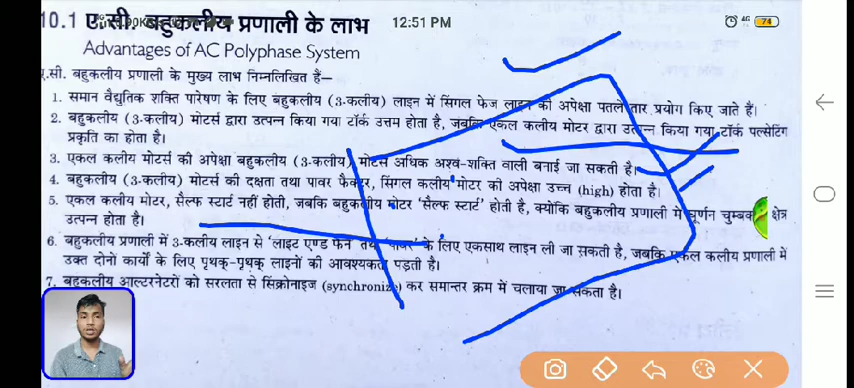 10.1 ए.सी. बहुकलीय प्रणाली के लाभ
12:51 PM
4G
74
Advantages of AC Polyphase System
ए.सी. बहुकलीय प्रणाली के मुख्य लाभ निम्नलिखित हैं—
1. समान वैद्युतिक शक्ति पारेषण के लिए बहुकलीय (3-कलीय) लाइन में सिंगल फेज लाइन की अपेक्षा पतले तार प्रयोग किए जाते हैं।
2. बहुकलीय (3-कलीय) मोटर्स द्वारा उत्पन्न किया गया टॉर्क उत्तम होता है, जबकि एकल कलीय मोटर द्वारा उत्पन्न किया गया टॉर्क पल्सेटिंग
प्रकृति का होता है।
3. एकल कलीय मोटर्स की अपेक्षा बहुकलीय (3-कलीय) मोटर्स अधिक अश्व-शक्ति वाली बनाई जा सकती है।
4. बहुकलीय (3-कलीय) मोटर्स की दक्षता तथा पावर फैक्टर, सिंगल कलीय मोटर की अपेक्षा उच्च (high) होता है।
5. एकल कलीय मोटर, सैल्फ स्टार्ट नहीं होती, जबकि बहुकलीय मोटर 'सैल्फ स्टार्ट' होती है, क्योंकि बहुकलीय प्रणाली में घूर्णन चुम्बक क्षेत्र
उत्पन्न होता है।
6. बहुकलीय प्रणाली में 3-कलीय लाइन से 'लाइट एण्ड फैन' तथा 'पावर' के लिए एकसाथ लाइन ली जा सकती है, जबकि एकल कलीय प्रणाली में
उक्त दोनों कार्यों के लिए पृथक्-पृथक् लाइनों की आवश्यकता पड़ती है।
7. बहुकलीय आल्टरनेटरों को सरलता से सिंक्रोनाइज (synchronize) कर समान्तर क्रम में चलाया जा सकता है।